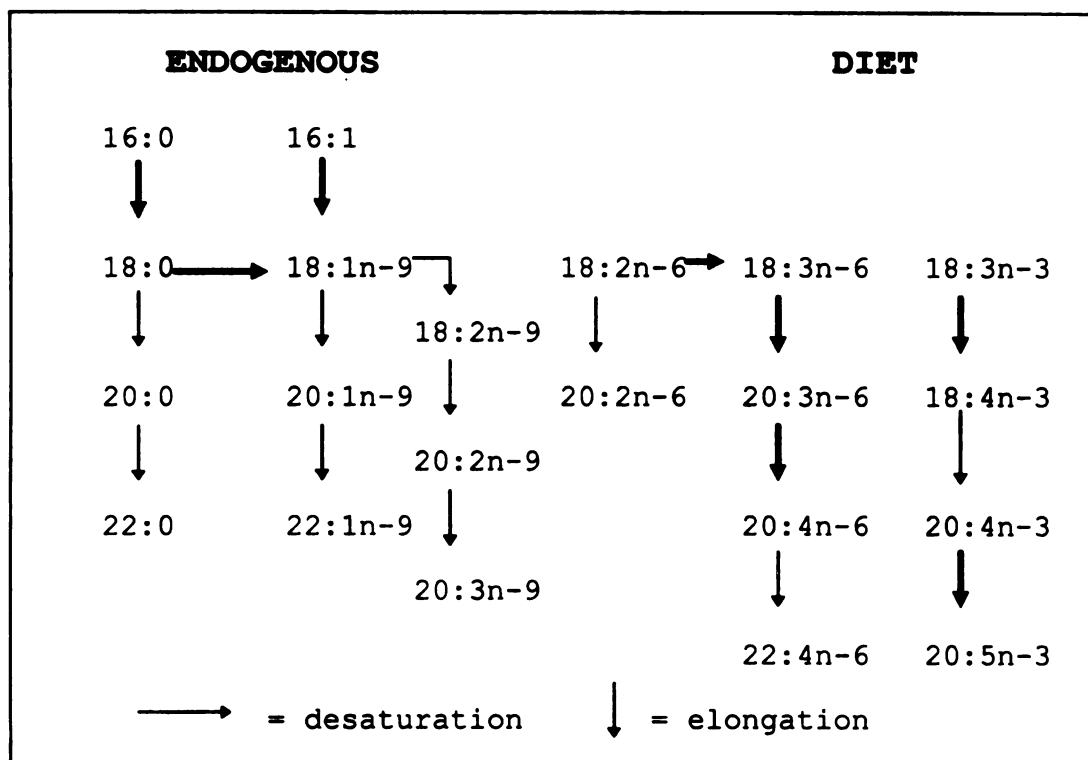 ENDOGENOUS DIET
16:0 16:1
18:0 18:1n-9 18:2n-6 18:3n-6 18:3n-3
18:2n-9
20:0 20:1n-9 20:2n-6 20:3n-6 18:4n-3
20:2n-9
22:0 22:1n-9 20:4n-6 20:4n-3
20:3n-9
22:4n-6 20:5n-3
= desaturation = elongation